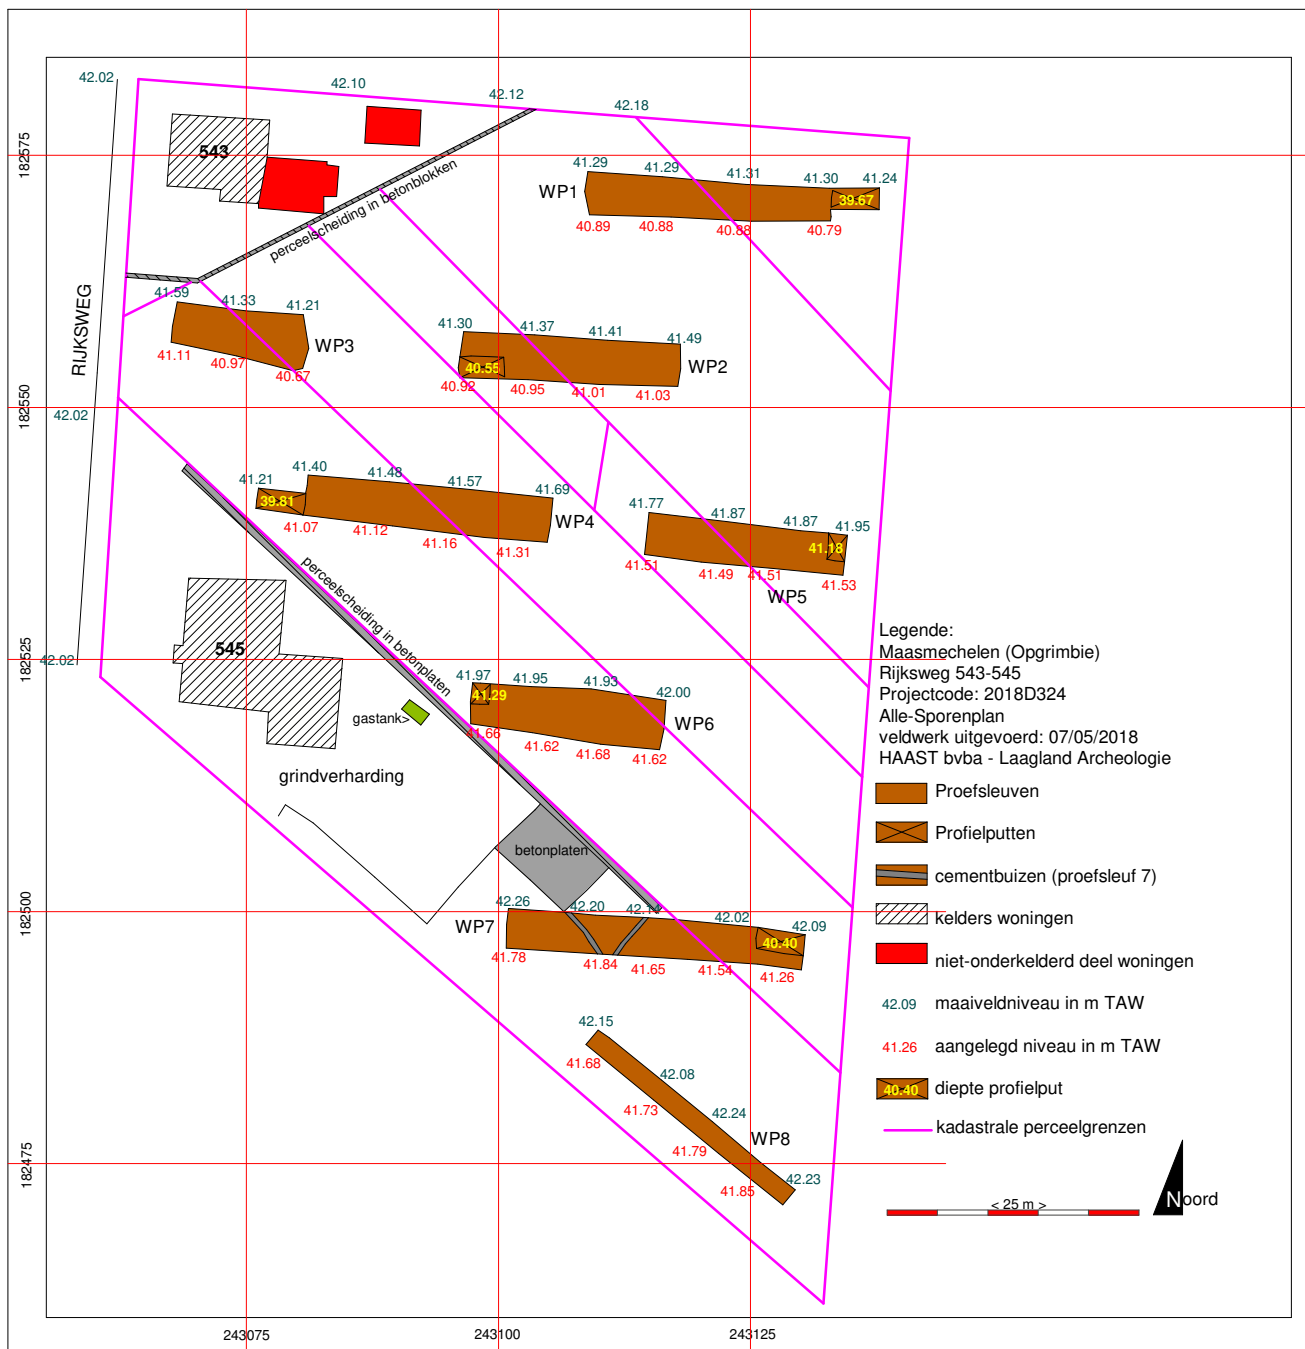 42.02
42.10
42.12
42.18
182575
543
perceelscheiding in betonblokken
WP1
41.29
41.29
41.31
41.30
41.24
39.67
40.89
40.88
40.88
40.79
RIJKSWEG
41.59
41.33
41.21
WP3
41.11
40.97
40.67
41.30
41.37
41.41
41.49
40.55
WP2
40.92
40.95
41.01
41.03
182550
42.02
41.21
41.40
41.48
41.57
41.69
39.81
WP4
41.07
41.12
41.16
41.31
41.77
41.87
41.87
41.95
41.18
41.51
41.49
41.51
41.53
WP5
perceelscheiding in betonplaten
545
182525
42.02
41.97
41.95
41.93
42.00
41.29
WP6
41.66
41.62
41.68
41.62
gastank>
grindverharding
betonplaten
182500
WP7
42.26
42.20
42.14
42.02
42.09
40.40
41.78
41.84
41.65
41.54
41.26
42.15
42.08
42.24
42.23
WP8
41.68
41.73
41.79
41.85
182475
Legende:
Maasmechelen (Opgrimbie)
Rijksweg 543-545
Projectcode: 2018D324
Alle-Sporenplan
veldwerk uitgevoerd: 07/05/2018
HAAST bvba - Laagland Archeologie
Proefsleuven
Profielputten
cementbuizen (proefsleuf 7)
kelders woningen
niet-onderkelderd deel woningen
42.09 maaiveldniveau in m TAW
41.26 aangelegd niveau in m TAW
40.40 diepte profielput
kadastrale perceelgrenzen
< 25 m >
Noord
243075
243100
243125